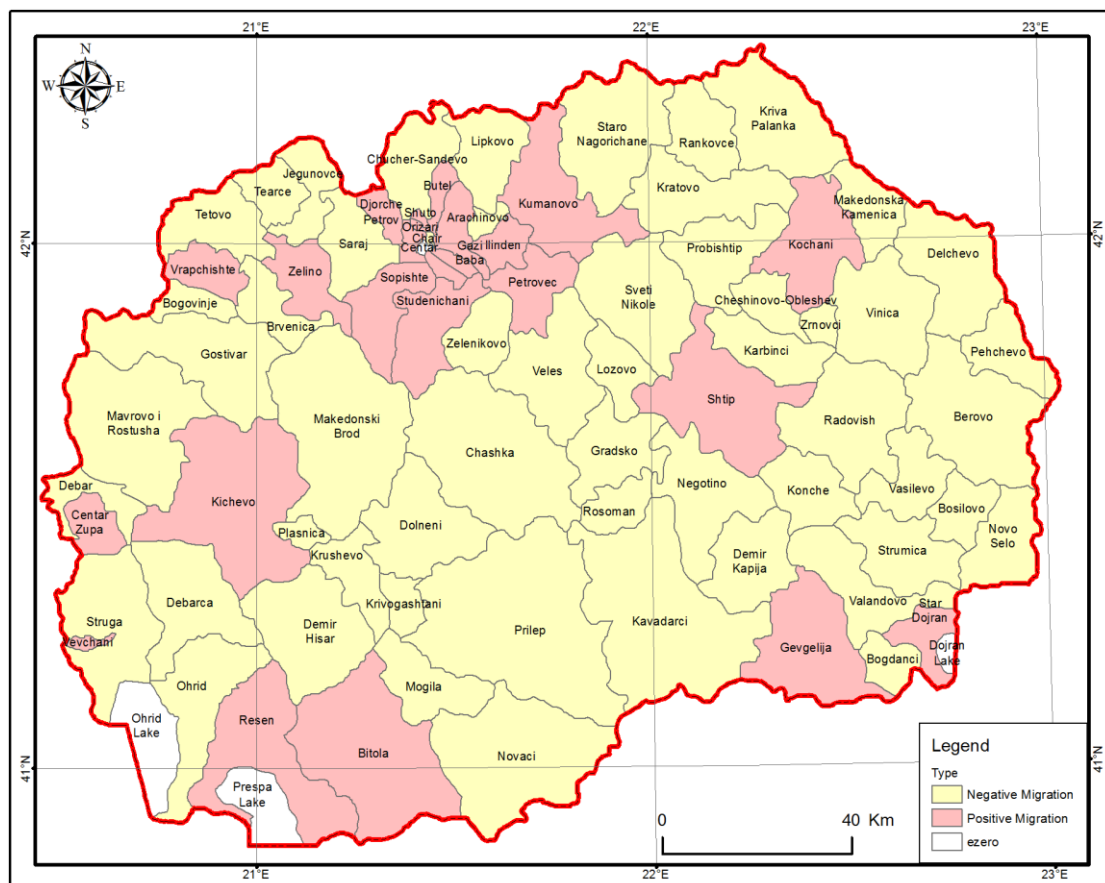 21°E
22°E
23°E
N
W
E
S
Kriva
Palanka
Staro
Nagorichane
Rankovce
Lipkovo
Chucher-Sandevo
Jegunovce
Tearce
Butel
Kratovo
Kumanovo
Djorche
Petrov
Shuto
Orizari
Arachinovo
Makedonska
Kamenica
Tetovo
Chair
Centar
Saraj
Gazi
Baba
Ilinden
Probishtip
Kochani
Delchevo
42°N
42°N
Vrapchishte
Zelino
Sopishte
Petrovec
Studenichani
Sveti
Nikole
Cheshinovo-Obleshev
Bogovinje
Vinica
Zrnovci
Brvenica
Zelenikovo
Karbinci
Pehchevo
Gostivar
Veles
Lozovo
Mavrovo i
Rostusha
Makedonski
Brod
Shtip
Radovish
Berovo
Chashka
Gradsko
Debar
Negotino
Konche
Vasilevo
Kichevo
Bosilovo
Centar
Zupa
Rosoman
Plasnica
Dolneni
Novo
Selo
Krushevo
Demir
Kapija
Strumica
Debarca
Krivogashtani
Valandovo
Star
Dojran
Struga
Demir
Hisar
Prilep
Kavadarci
Vevchani
Gevgelija
Dojran
Lake
Bogdanci
Ohrid
Mogila
Ohrid
Lake
Resen
Bitola
Novaci
Prespa
Lake
41°N
41°N
Legend
Type
Negative Migration
Positive Migration
ezero
0
40 Km
21°E
22°E
23°E